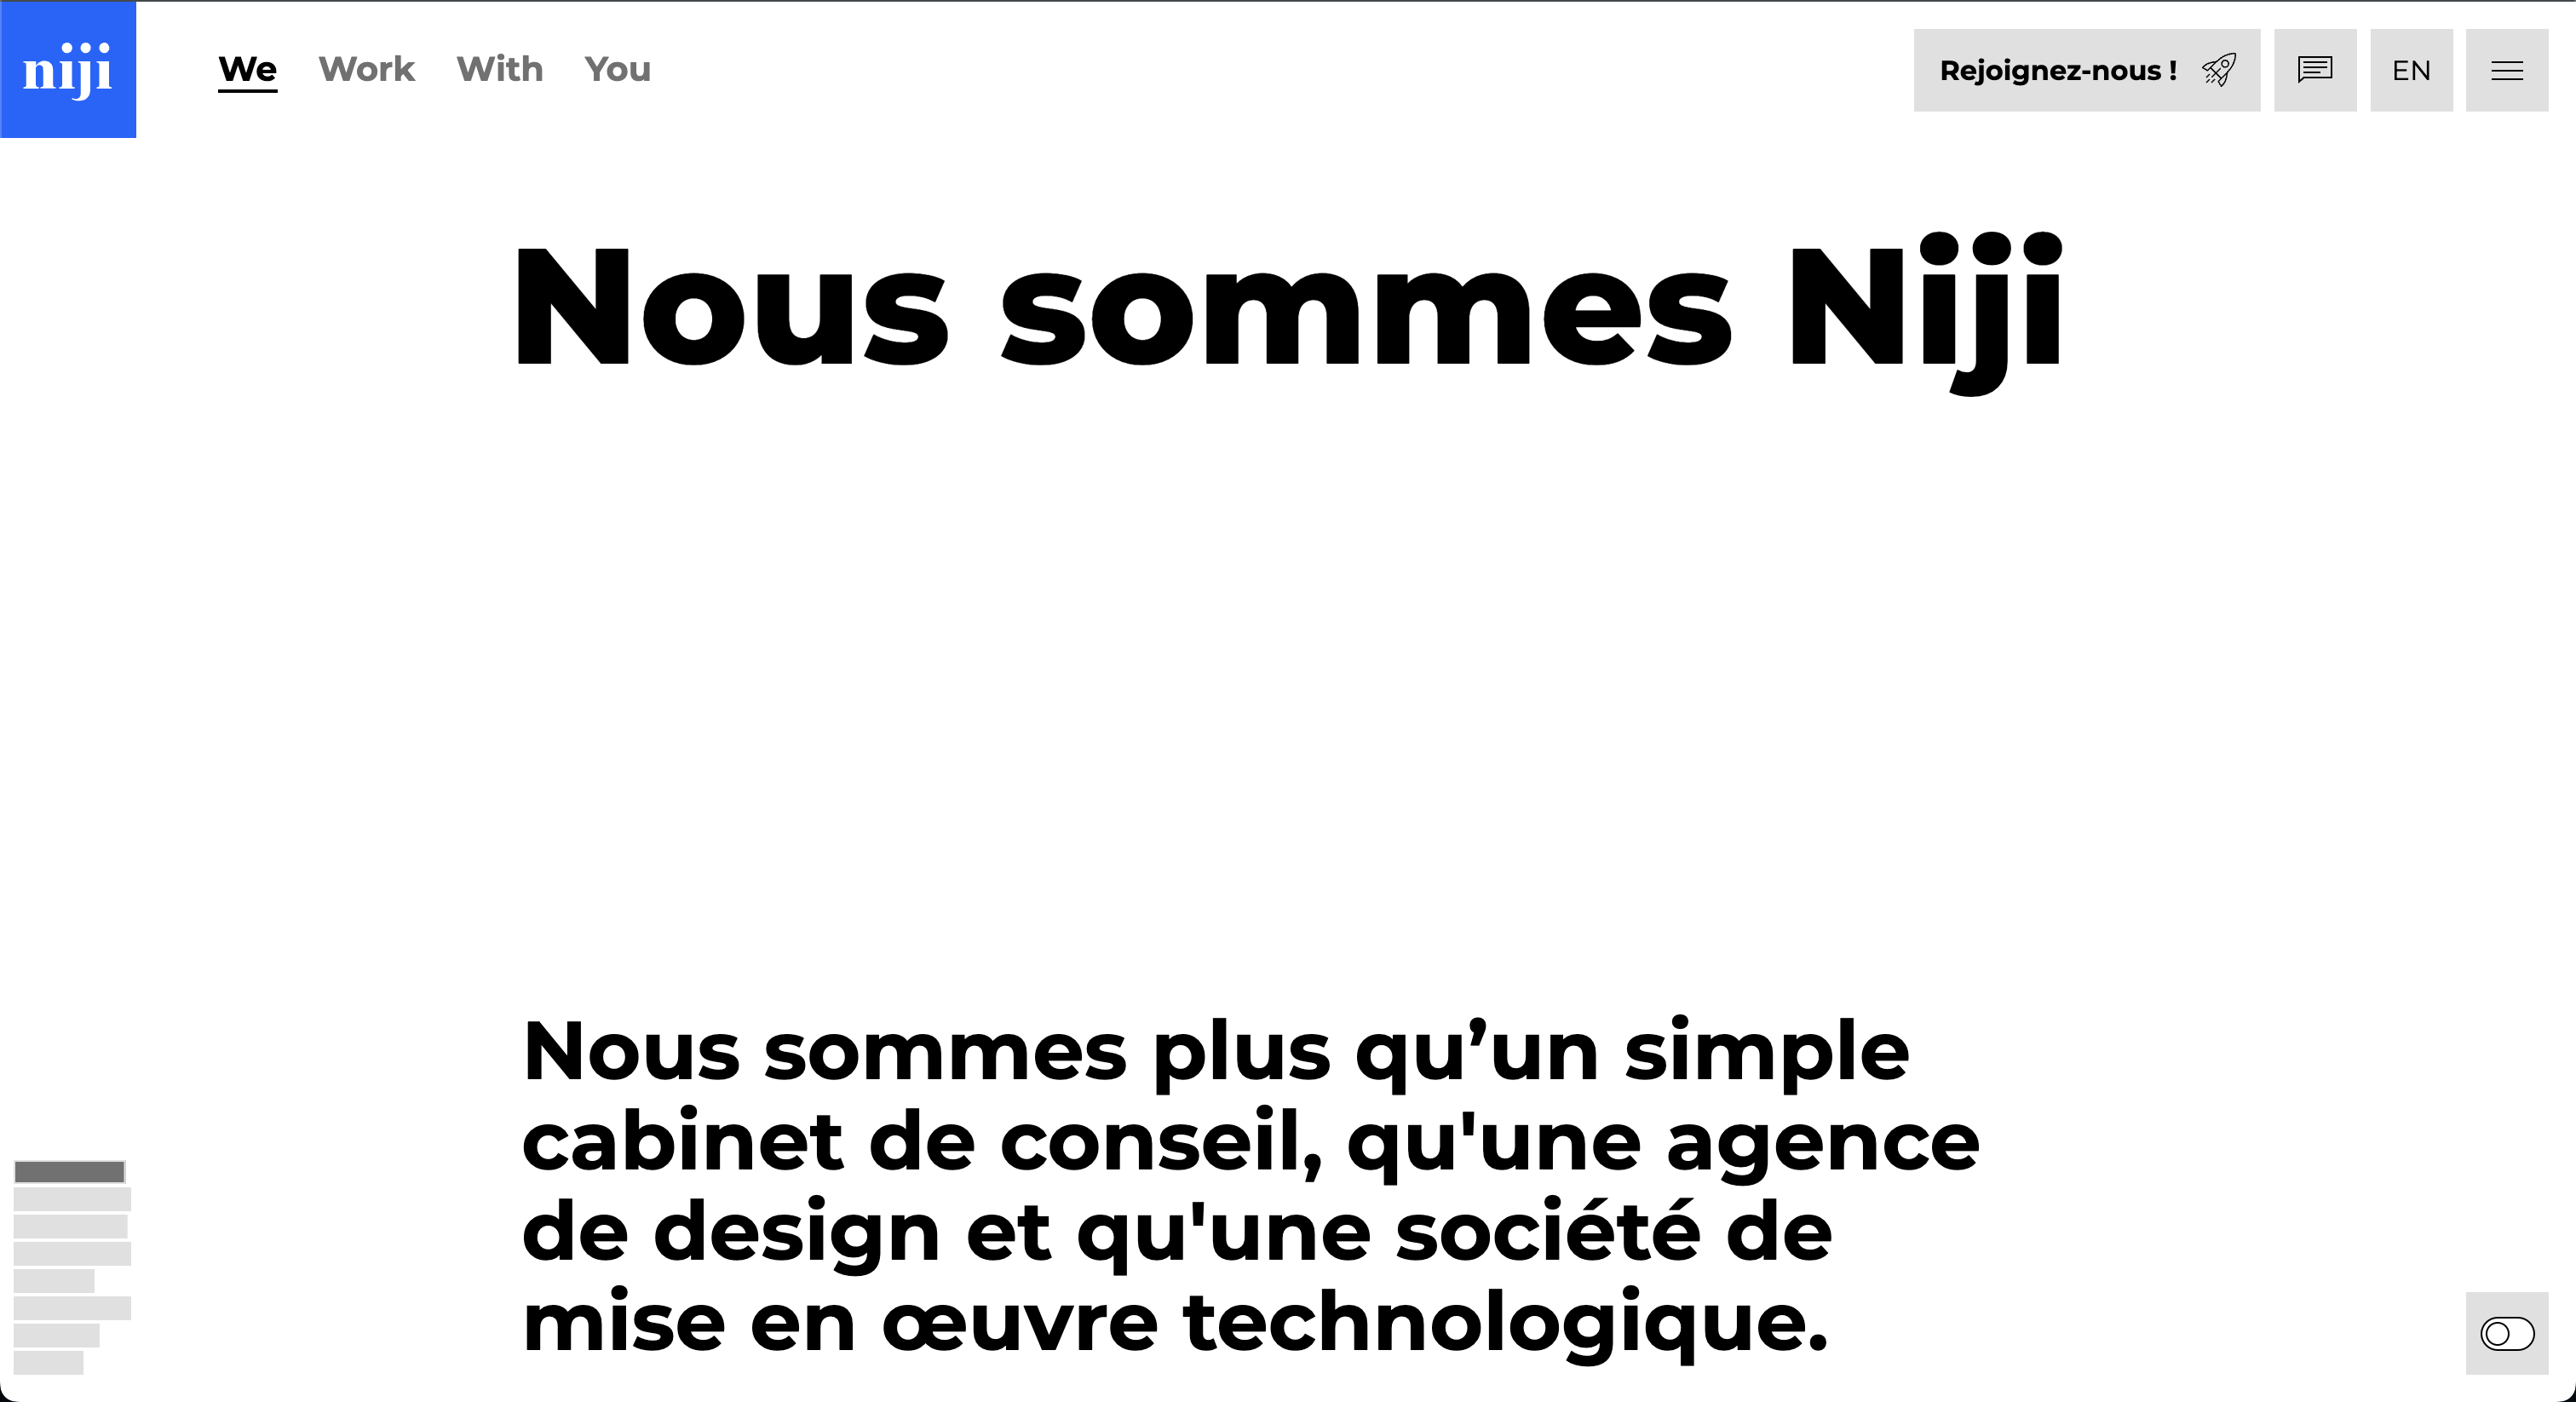 niji
We Work With You
Rejoignez-nous !
EN
Nous sommes Niji
Nous sommes plus qu’un simple
cabinet de conseil, qu'une agence
de design et qu'une société de
mise en œuvre technologique.